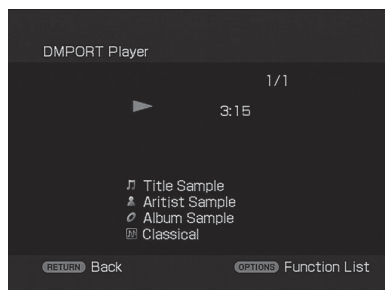 DMPORT Player
1/1
3:15
Title Sample
Aritist Sample
Album Sample
Classical
RETURN Back OPTIONS Function List